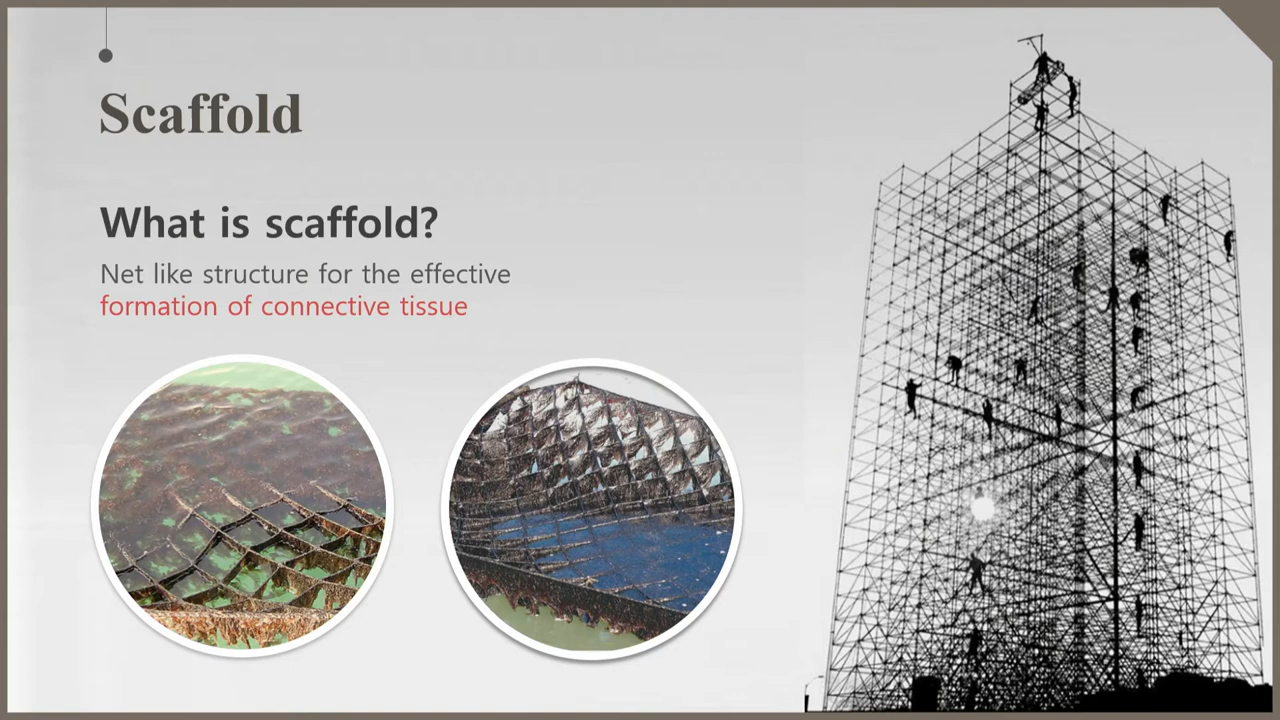 Scaffold
What is scaffold?
Net like structure for the effective
formation of connective tissue